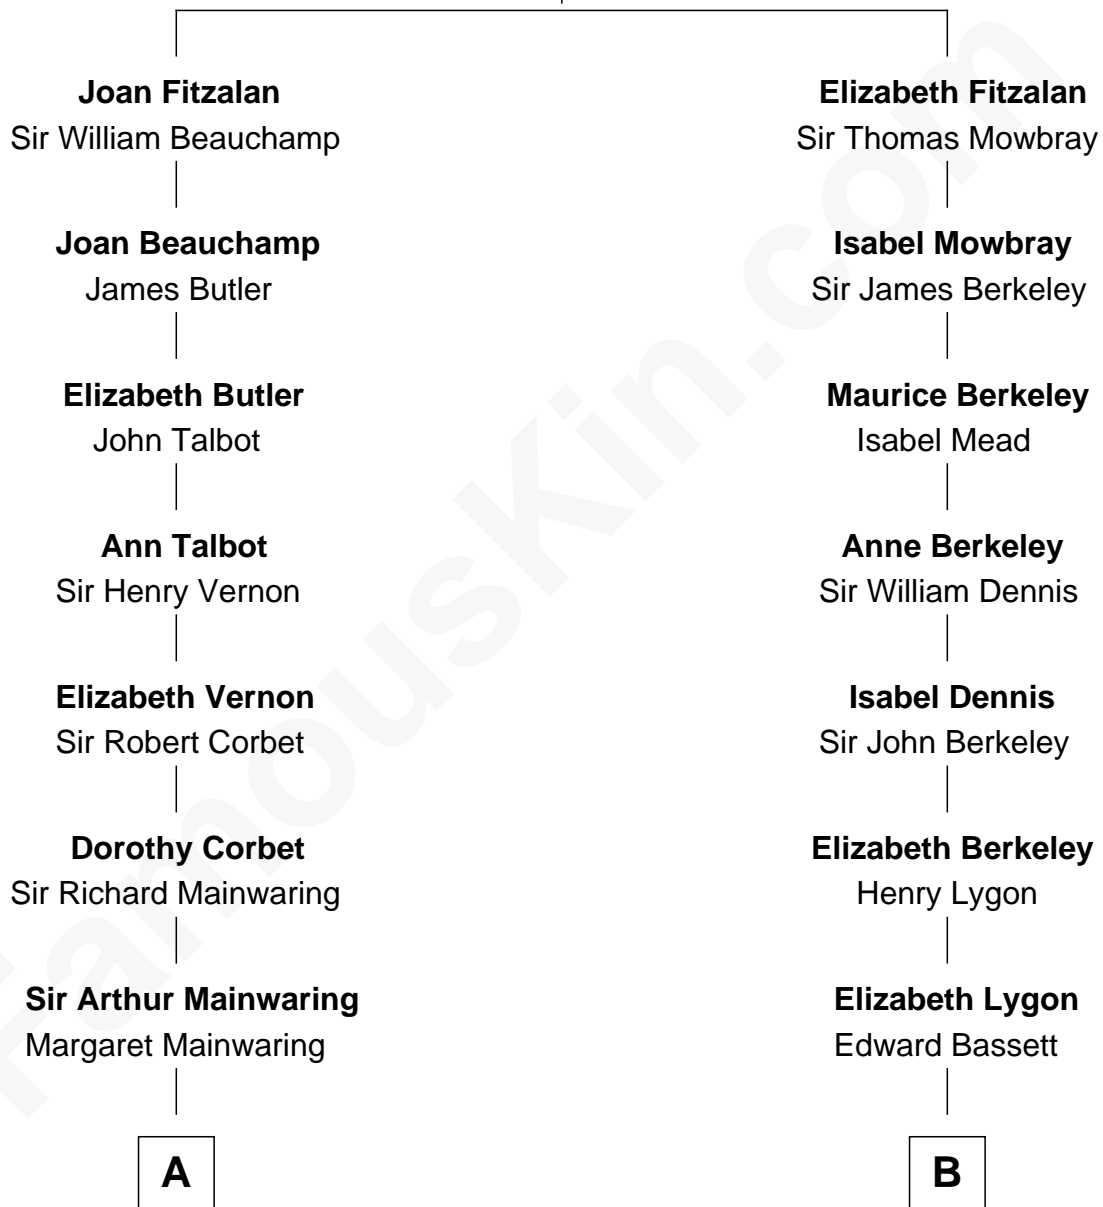 Joan Fitzalan
Sir William Beauchamp
Joan Beauchamp
James Butler
Elizabeth Butler
John Talbot
Ann Talbot
Sir Henry Vernon
Elizabeth Vernon
Sir Robert Corbet
Dorothy Corbet
Sir Richard Mainwaring
Sir Arthur Mainwaring
Margaret Mainwaring
A
Elizabeth Fitzalan
Sir Thomas Mowbray
Isabel Mowbray
Sir James Berkeley
Maurice Berkeley
Isabel Mead
Anne Berkeley
Sir William Dennis
Isabel Dennis
Sir John Berkeley
Elizabeth Berkeley
Henry Lygon
Elizabeth Lygon
Edward Bassett
B
FamousKin.com